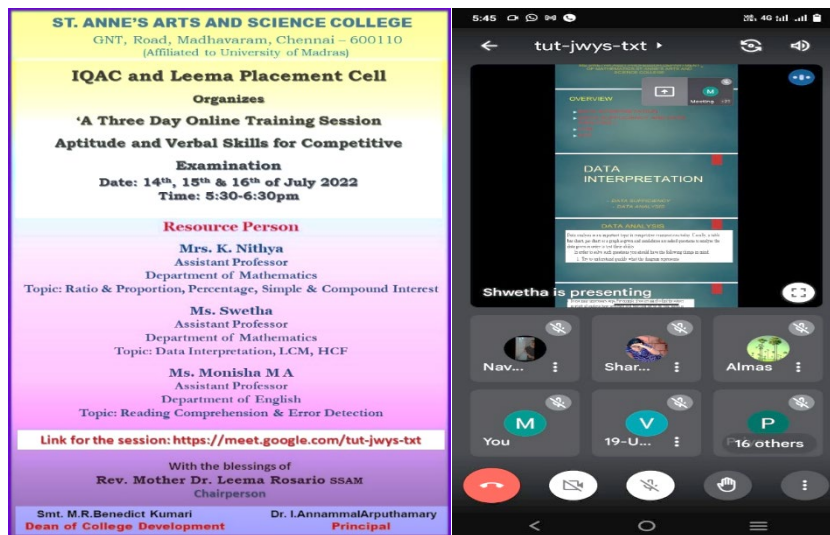 ST. ANNE'S ARTS AND SCIENCE COLLEGE
GNT, Road, Madhavaram, Chennai – 600110
(Affiliated to University of Madras)
IQAC and Leema Placement Cell
Organizes
'A Three Day Online Training Session
Aptitude and Verbal Skills for Competitive
Examination
Date: 14th, 15th & 16th of July 2022
Time: 5:30-6:30pm
Resource Person
Mrs. K. Nithya
Assistant Professor
Department of Mathematics
Topic: Ratio & Proportion, Percentage, Simple & Compound Interest
Ms. Swetha
Assistant Professor
Department of Mathematics
Topic: Data Interpretation, LCM, HCF
Ms. Monisha M A
Assistant Professor
Department of English
Topic: Reading Comprehension & Error Detection
Link for the session: https://meet.google.com/tut-jwys-txt
With the blessings of
Rev. Mother Dr. Leema Rosario SSAM
Chairperson
Smt. M.R.Benedict Kumari
Dean of College Development
Dr. I.AnnammalArputhamary
Principal
5:45
4G
tut-jwys-txt
SCIENCE COLLEGE
OVERVIEW
M
Meeting
DATA
INTERPRETATION
- DATA SUFFICIENCY
- DATA ANALYSIS
DATA ANALYSIS
Shwetha is presenting
Nav...
Shar...
Almas
M
You
V
19-U...
P
16 others